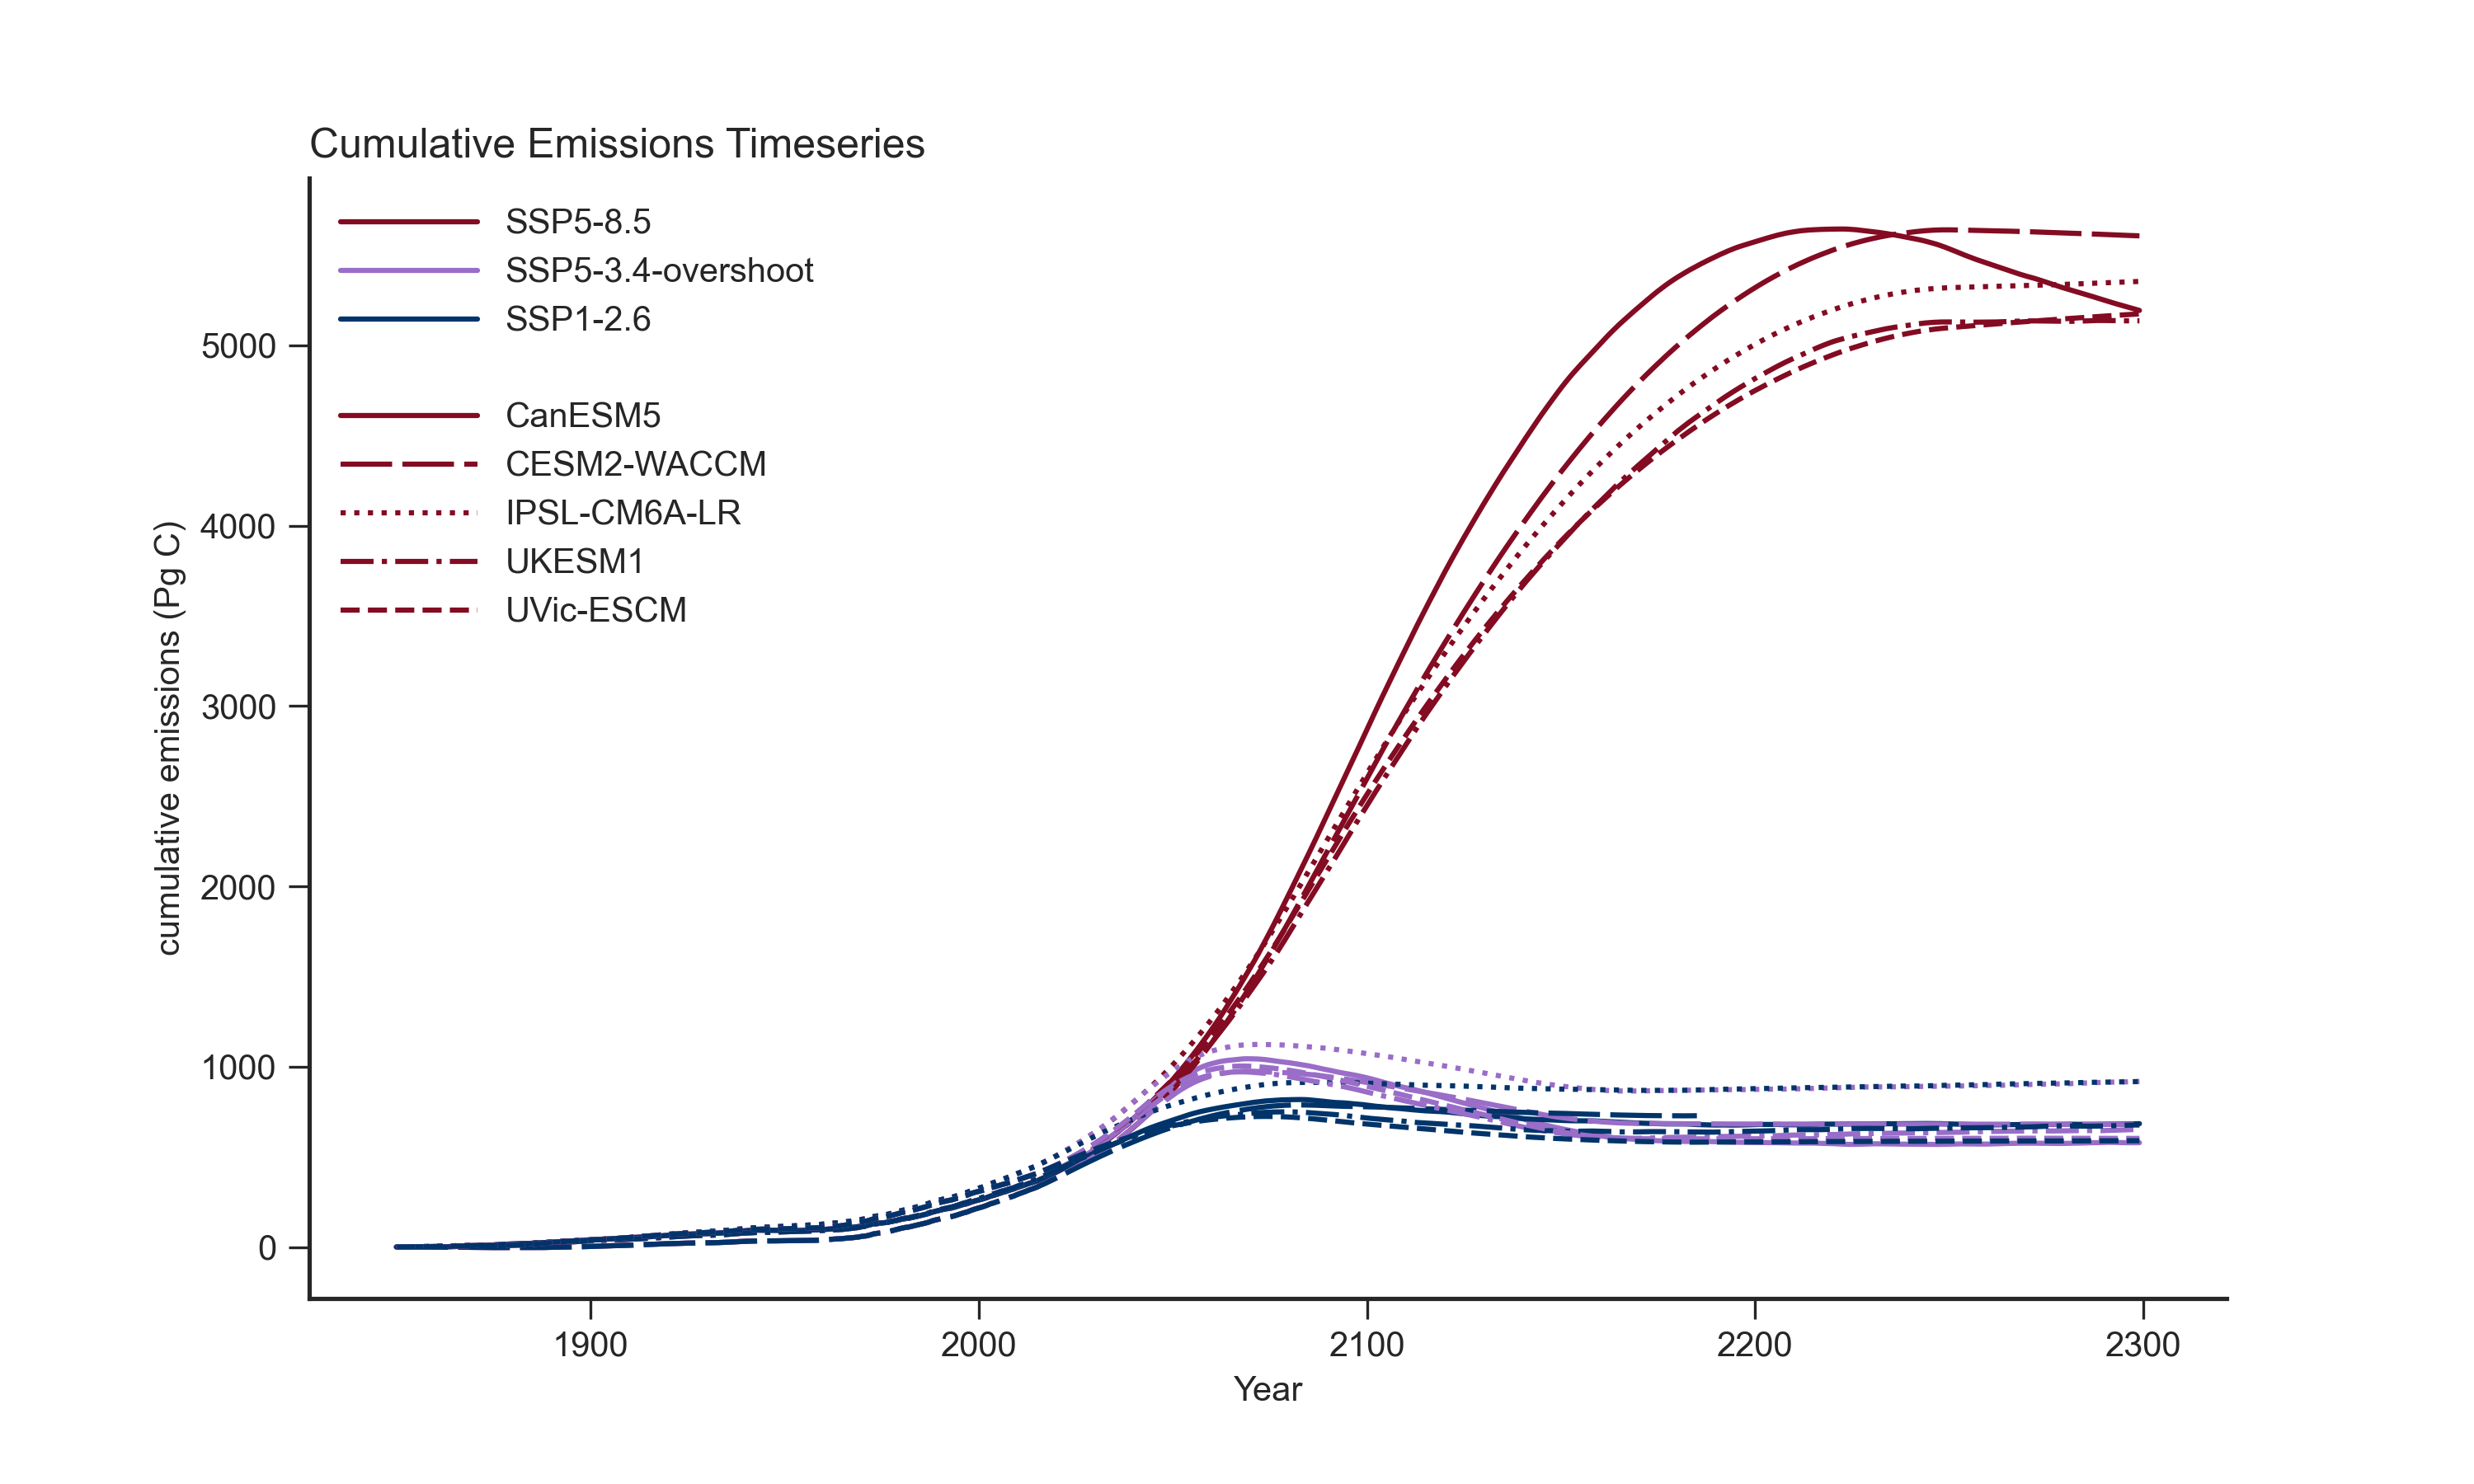 Cumulative Emissions Timeseries
SSP5-8.5
SSP5-3.4-overshoot
SSP1-2.6
CanESM5
CESM2-WACCM
IPSL-CM6A-LR
UKESM1
UVic-ESCM
cumulative emissions (Pg C)
5000
4000
3000
2000
1000
0
1900 2000 2100 2200 2300
Year